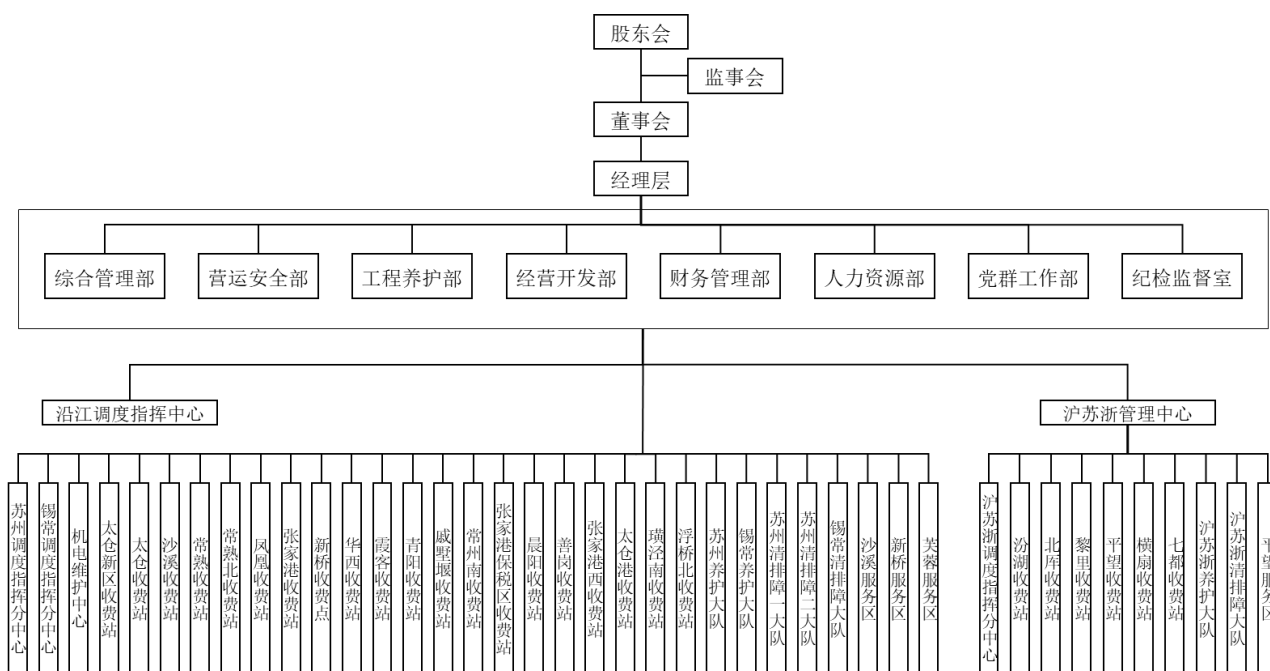 股东会
监事会
董事会
经理层
综合管理部
营运安全部
工程养护部
经营开发部
财务管理部
人力资源部
党群工作部
纪检监督室
沿江调度指挥中心
沪苏浙管理中心
苏州调度指挥分中心
锡常调度指挥分中心
机电维护中心
太仓新区收费站
太仓收费站
沙溪收费站
常熟收费站
常熟北收费站
凤凰收费站
张家港收费站
新桥收费点
华西收费站
霞客收费站
青阳收费站
戚墅堰收费站
常州南收费站
张家港保税区收费站
晨阳收费站
善岗收费站
张家港西收费站
太仓港收费站
璜泾南收费站
浮桥北收费站
苏州养护大队
锡常养护大队
苏州清排障一大队
苏州清排障二大队
锡常清排障大队
沙溪服务区
新桥服务区
芙蓉服务区
沪苏浙调度指挥分中心
汾湖收费站
北厍收费站
黎里收费站
平望收费站
横扇收费站
七都收费站
沪苏浙养护大队
沪苏浙清排障大队
平望服务区